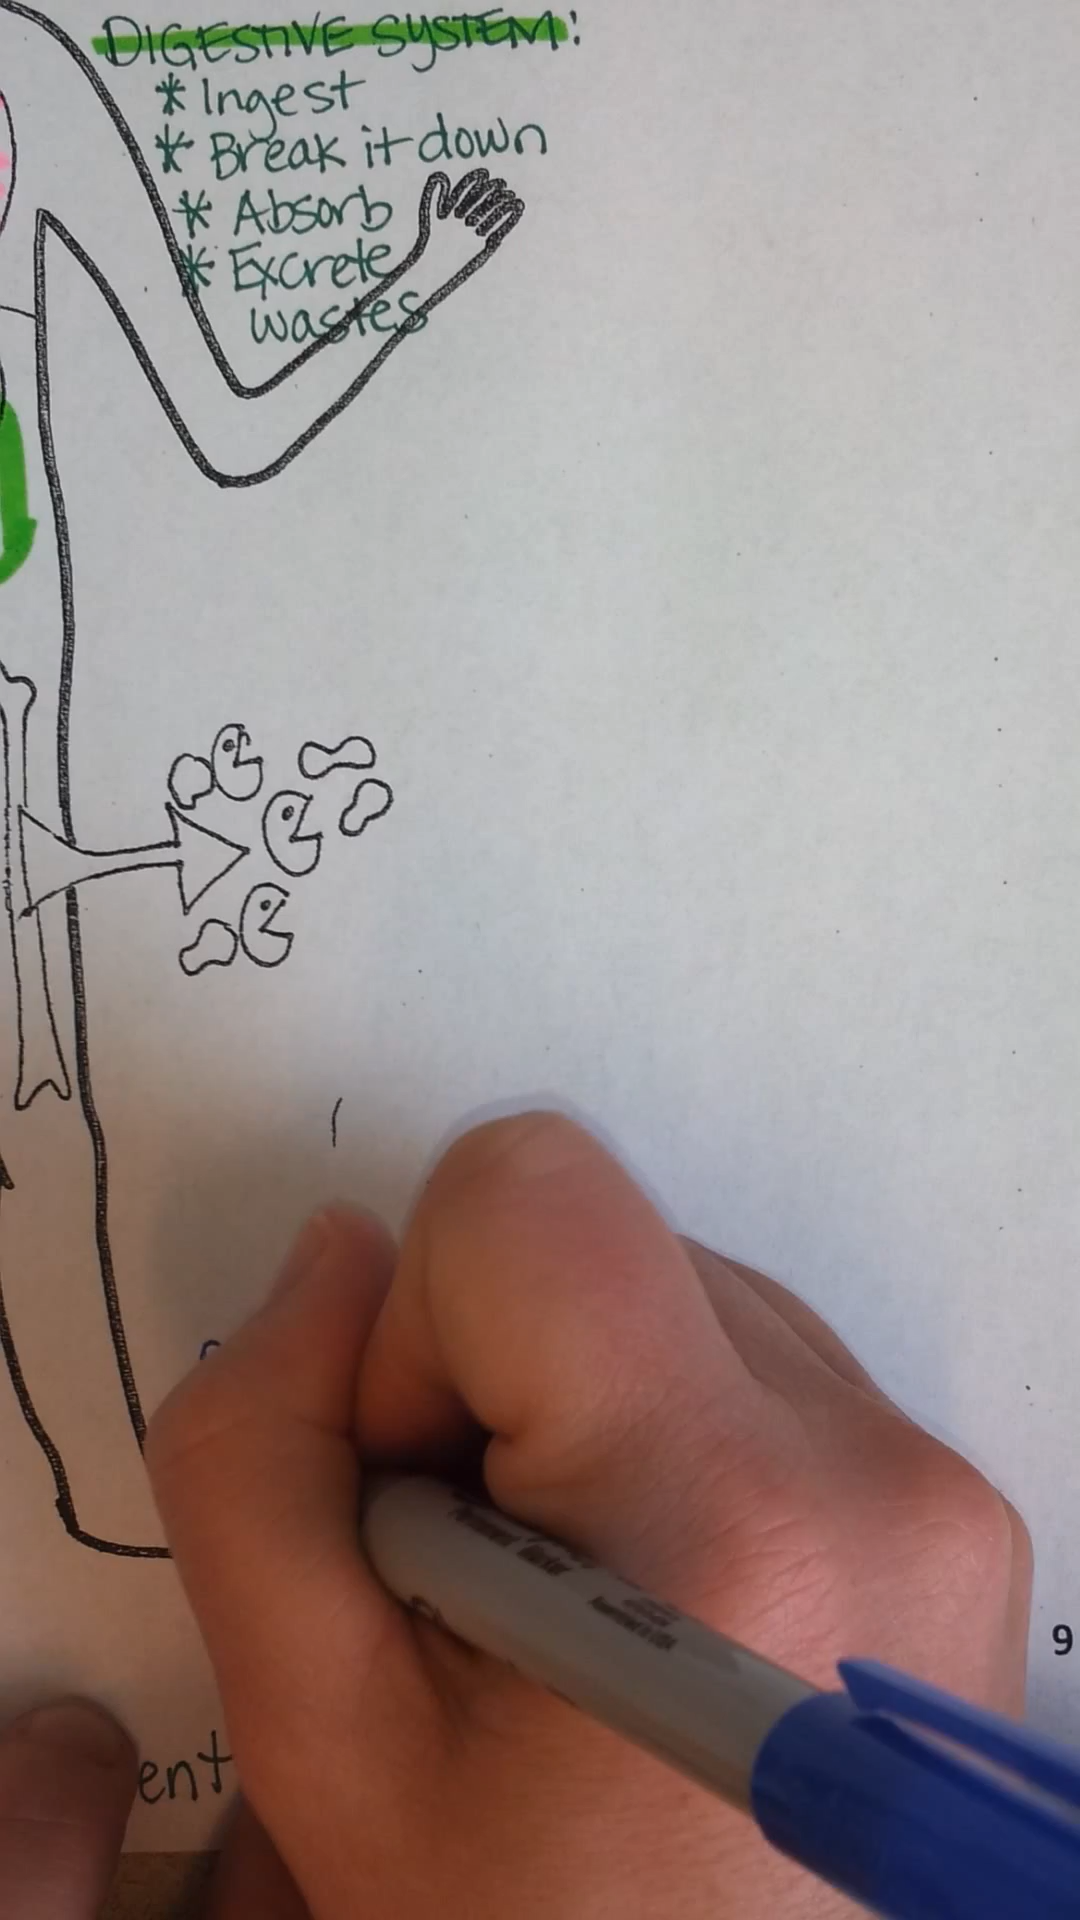 DIGESTIVE SYSTEM:
* Ingest
* Break it down
* Absorb
* Excrete
wastes
9
ent